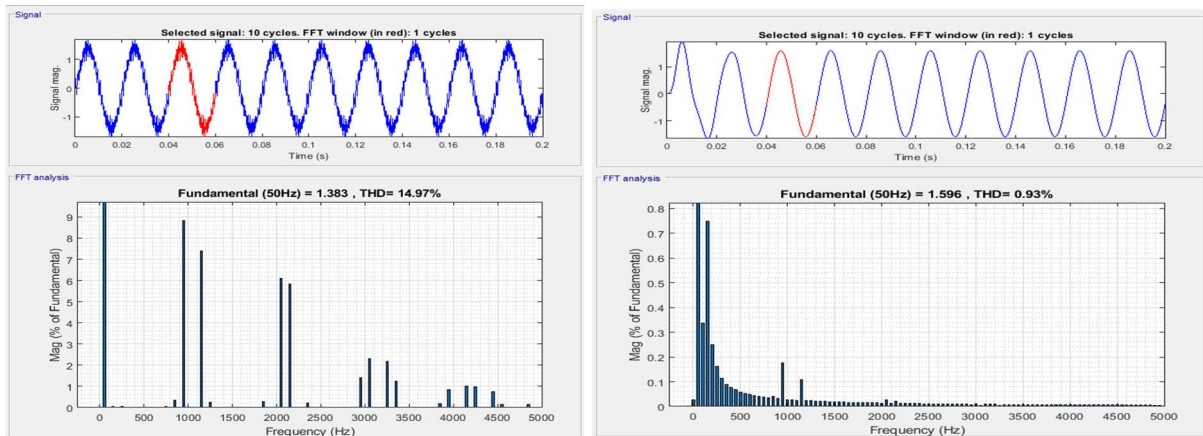 Signal
Selected signal: 10 cycles. FFT window (in red): 1 cycles
Signal mag.
1
0
-1
0 0.02 0.04 0.06 0.08 0.1 0.12 0.14 0.16 0.18 0.2
Time (s)
FFT analysis
Fundamental (50Hz) = 1.383 , THD= 14.97%
Mag (% of Fundamental)
9
8
7
6
5
4
3
2
1
0
0 500 1000 1500 2000 2500 3000 3500 4000 4500 5000
Frequency (Hz)
Signal
Selected signal: 10 cycles. FFT window (in red): 1 cycles
Signal mag.
1
0
-1
0 0.02 0.04 0.06 0.08 0.1 0.12 0.14 0.16 0.18 0.2
Time (s)
FFT analysis
Fundamental (50Hz) = 1.596 , THD= 0.93%
Mag (% of Fundamental)
0.8
0.7
0.6
0.5
0.4
0.3
0.2
0.1
0
0 500 1000 1500 2000 2500 3000 3500 4000 4500 5000
Frequency (Hz)